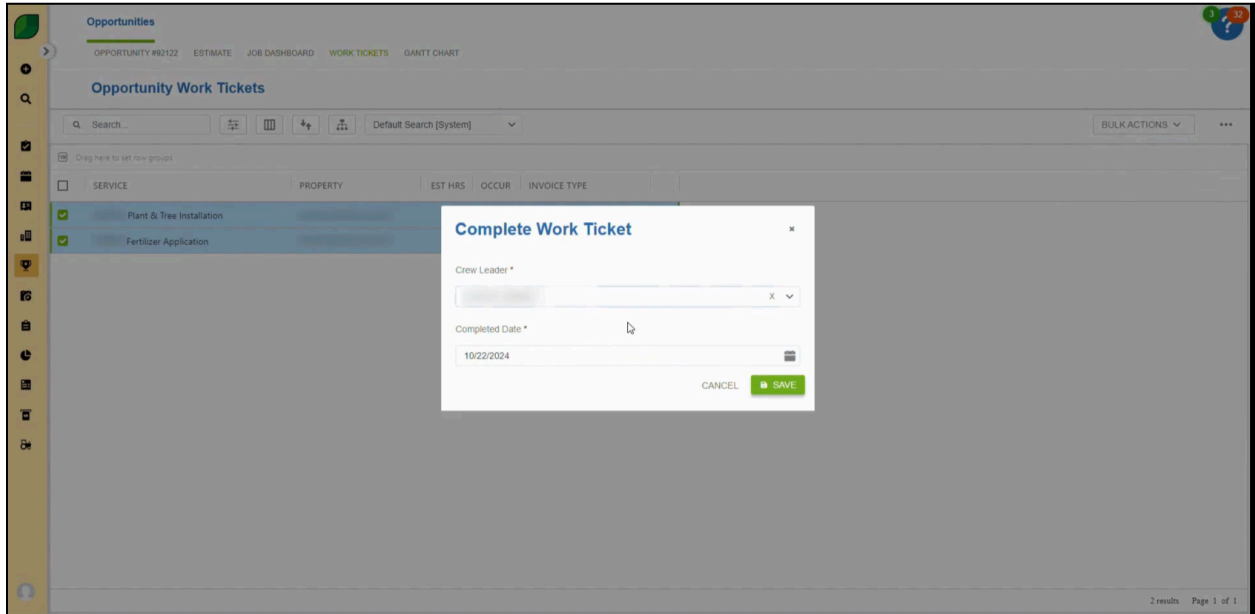 Opportunities
3 32
?
OPPORTUNITY #92122 ESTIMATE JOB DASHBOARD WORK TICKETS GANTT CHART
Opportunity Work Tickets
Search... Default Search [System] BULK ACTIONS
Drag here to set row groups
SERVICE PROPERTY EST HRS OCCUR INVOICE TYPE
Plant & Tree Installation
Fertilizer Application
Complete Work Ticket
Crew Leader *
X
Completed Date *
10/22/2024
CANCEL SAVE
2 results Page 1 of 1